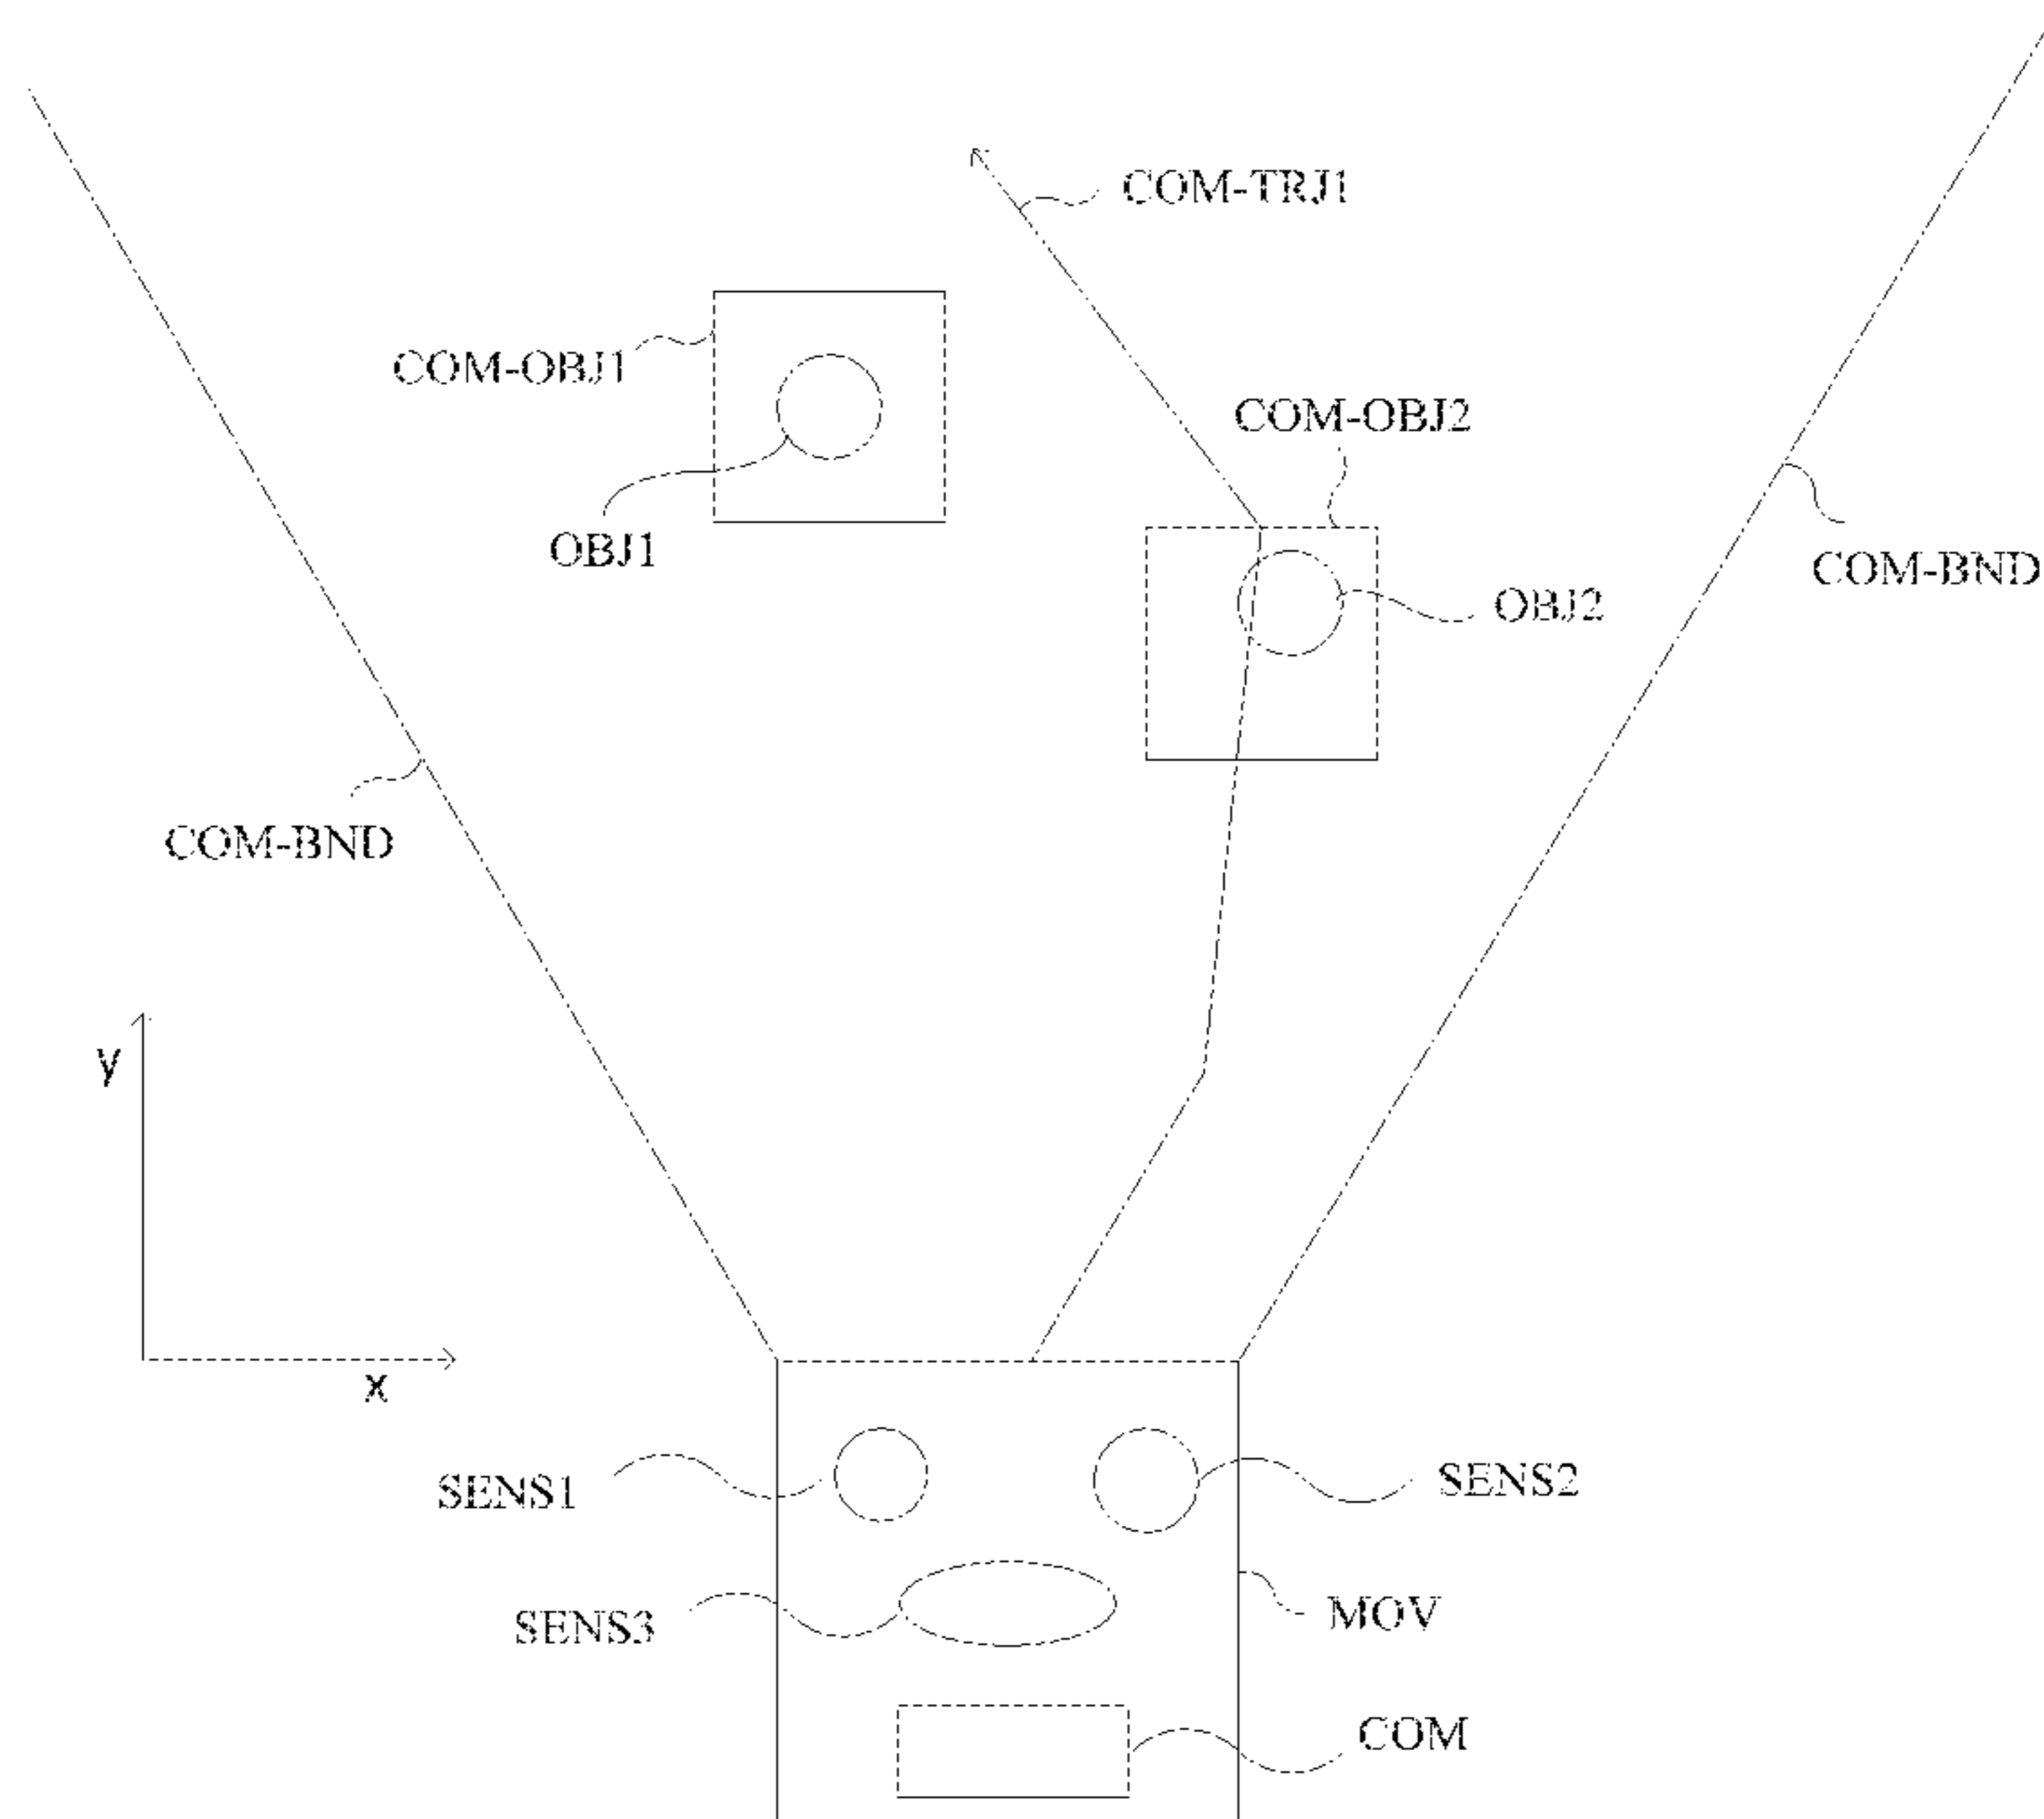 COM-TRJ1
COM-OBJ1
COM-OBJ2
OBJ1
COM-BND
OBJ2
COM-BND
y
x
SENS1
SENS2
SENS3
MOV
COM